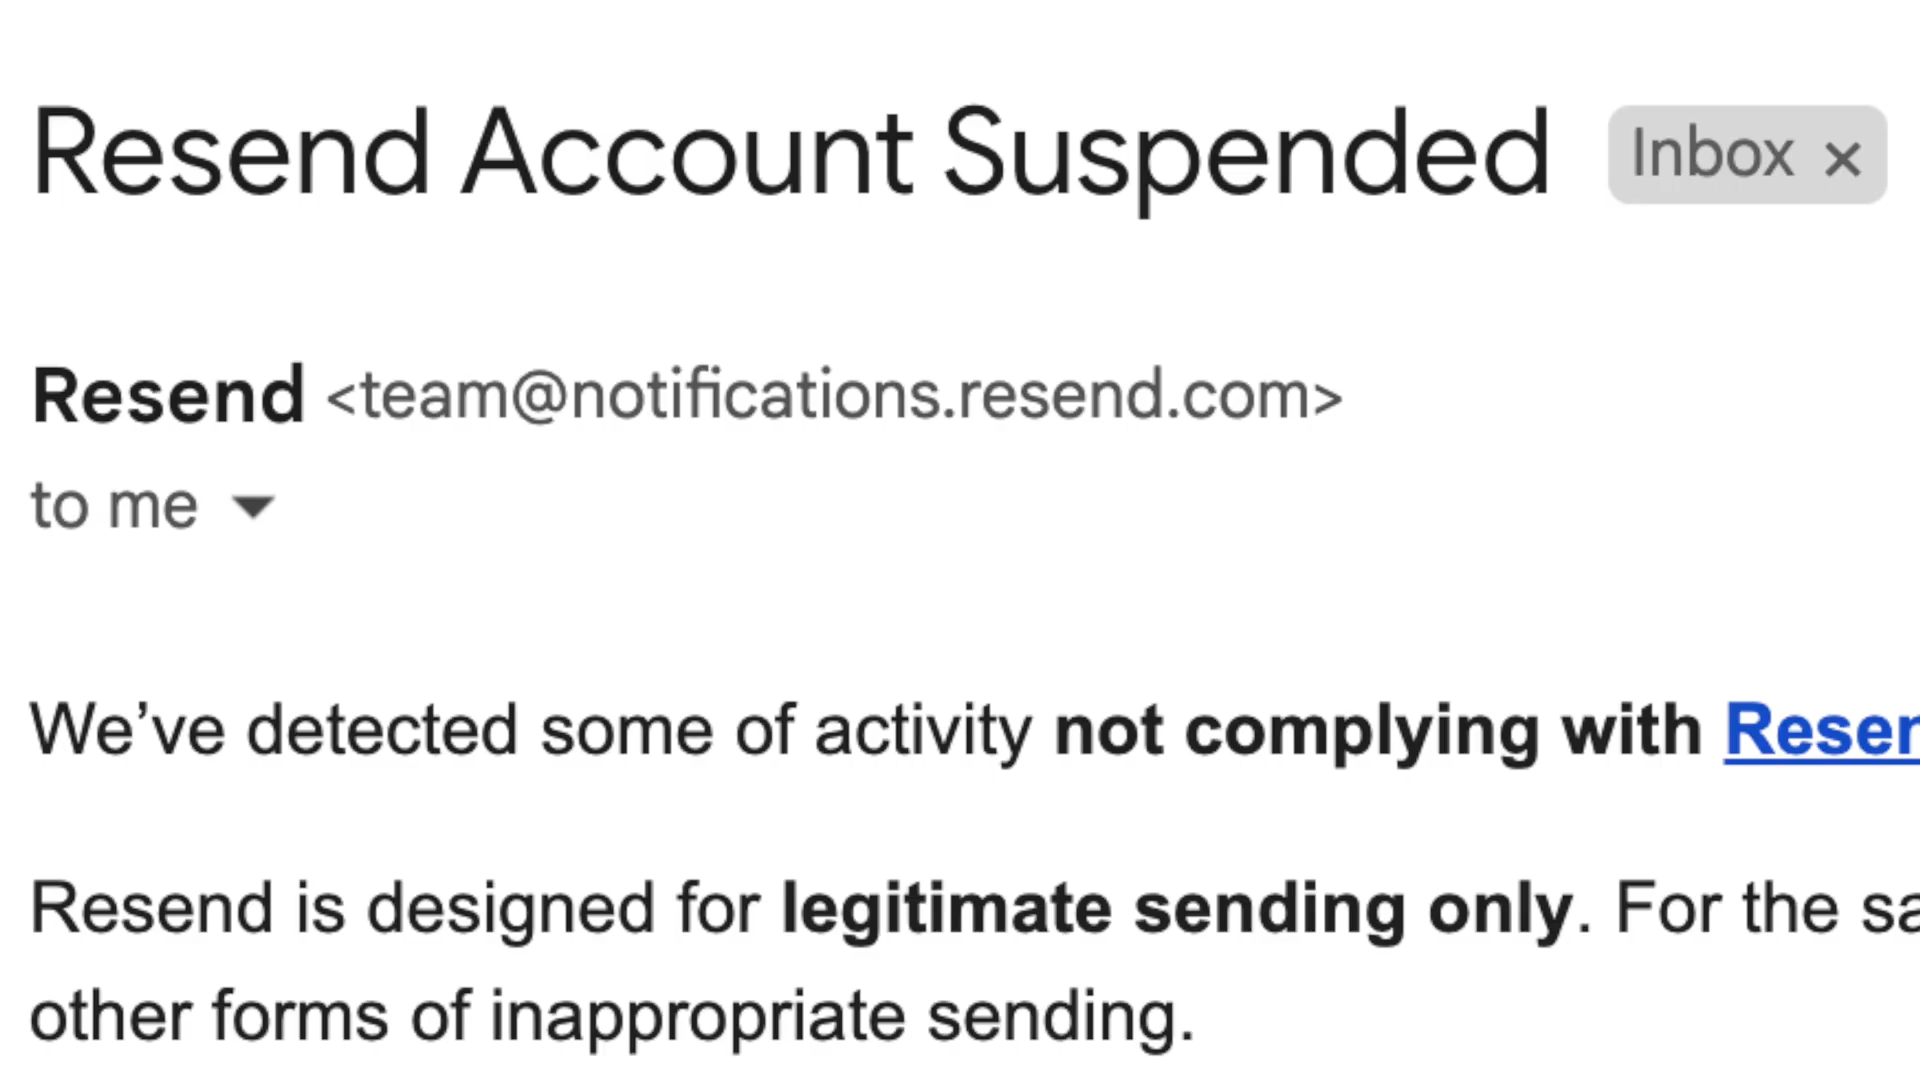 Resend Account Suspended Inbox ×
Resend <team@notifications.resend.com>
to me
We’ve detected some of activity not complying with
Resend is designed for legitimate sending only. For the
other forms of inappropriate sending.